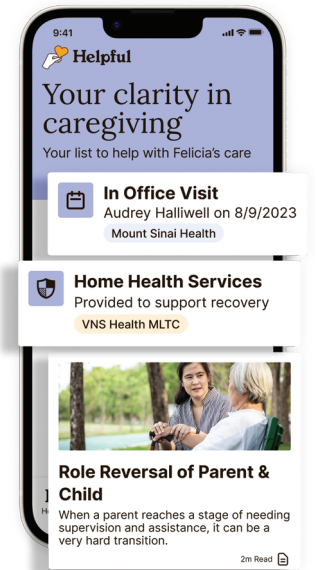 9:41
Helpful
Your clarity in
caregiving
Your list to help with Felicia's care
In Office Visit
Audrey Halliwell on 8/9/2023
Mount Sinai Health
Home Health Services
Provided to support recovery
VNS Health MLTC
Role Reversal of Parent &
Child
When a parent reaches a stage of needing
supervision and assistance, it can be a
very hard transition.
2m Read